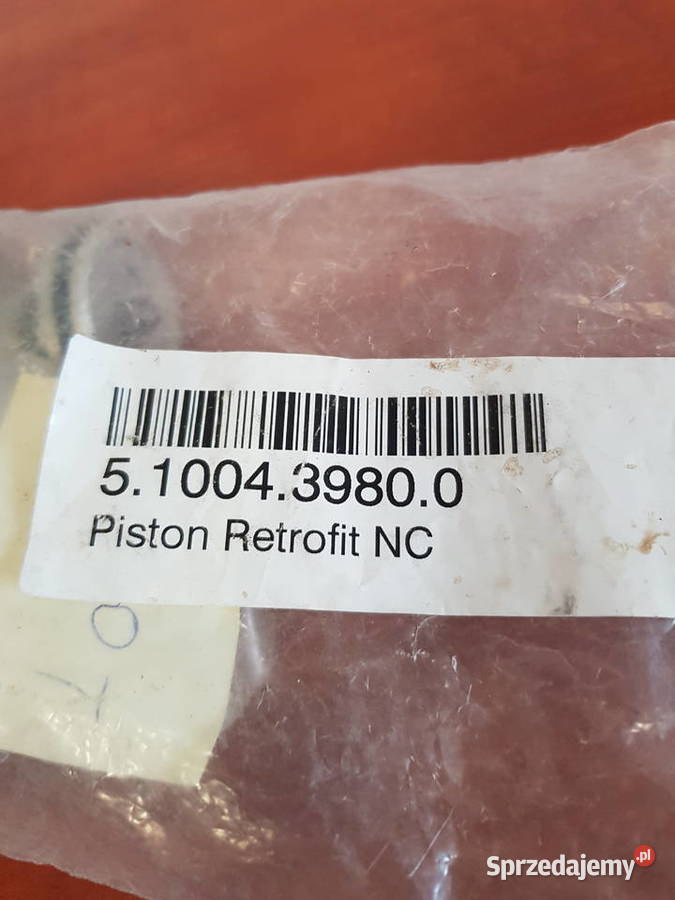 5.1004.3980.0
Piston Retrofit NC
Sprzedajemy.pl